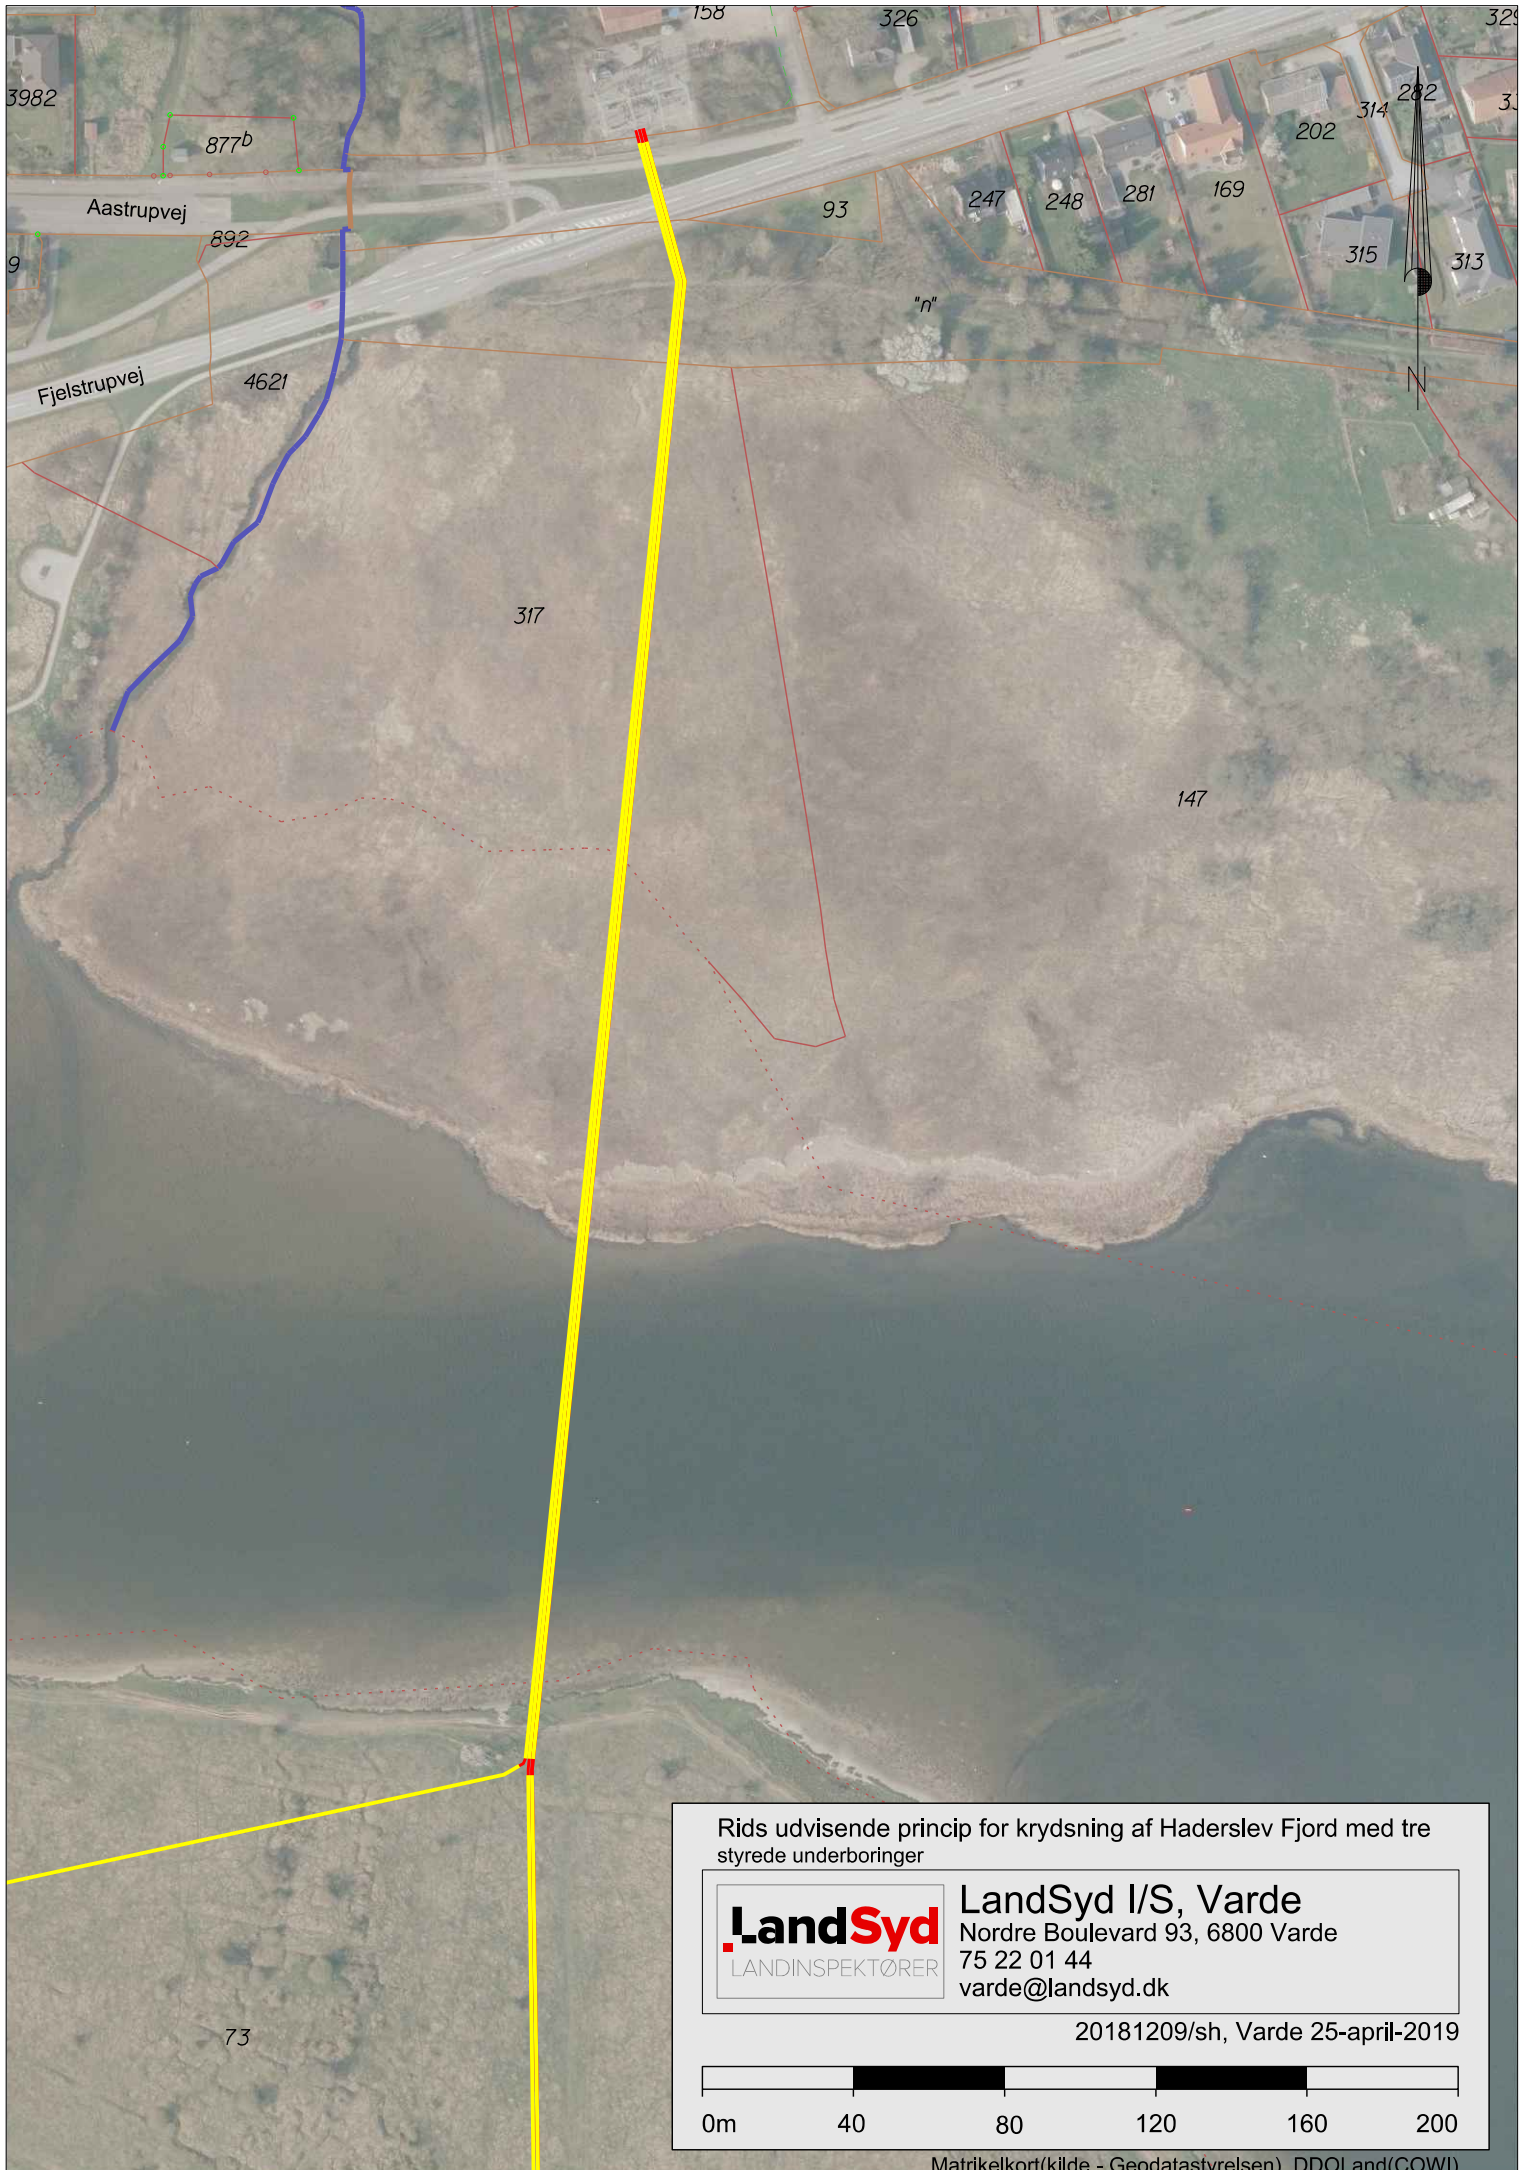 158
326
3982
877b
282
314
202
Aastrupvej
892
93
247
248
281
169
315
313
9
"n"
Fjelstrupvej
4621
N
317
147
73
Rids udvisende princip for krydsning af Haderslev Fjord med tre
styrede underboringer
LandSyd
LANDINSPEKTØRER
LandSyd I/S, Varde
Nordre Boulevard 93, 6800 Varde
75 22 01 44
varde@landsyd.dk
20181209/sh, Varde 25-april-2019
0m 40 80 120 160 200
Matrikelkort(kilde - Geodatastyrelsen), DDOLand(COWI)